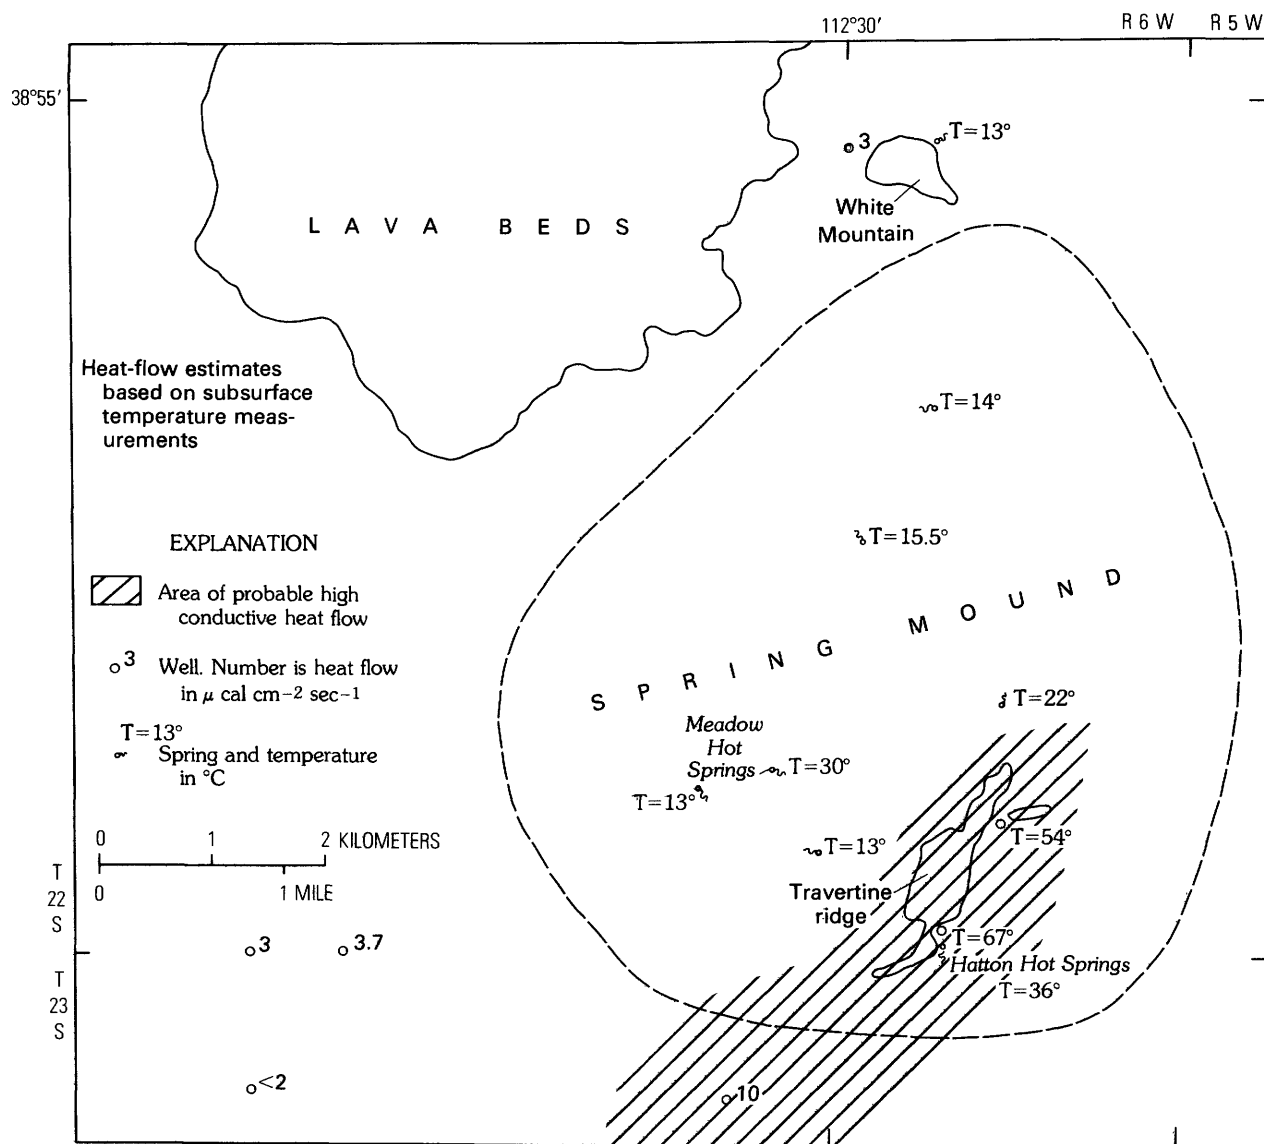 112°30′
R 6 W
R 5 W
38°55′
3
T=13°
White
Mountain
LAVA BEDS
Heat-flow estimates
based on subsurface
temperature meas-
urements
T=14°
T=15.5°
EXPLANATION
Area of probable high
conductive heat flow
3 Well. Number is heat flow
in μ cal cm−2 sec−1
T=13°
Spring and temperature
in °C
SPRING MOUND
T=22°
Meadow
Hot
Springs
T=30°
T=13°
0 1 2 KILOMETERS
0 1 MILE
T=13°
T=54°
Travertine
ridge
T=67°
Hatton Hot Springs
T=36°
T
22
S
T
23
S
3
3.7
<2
10